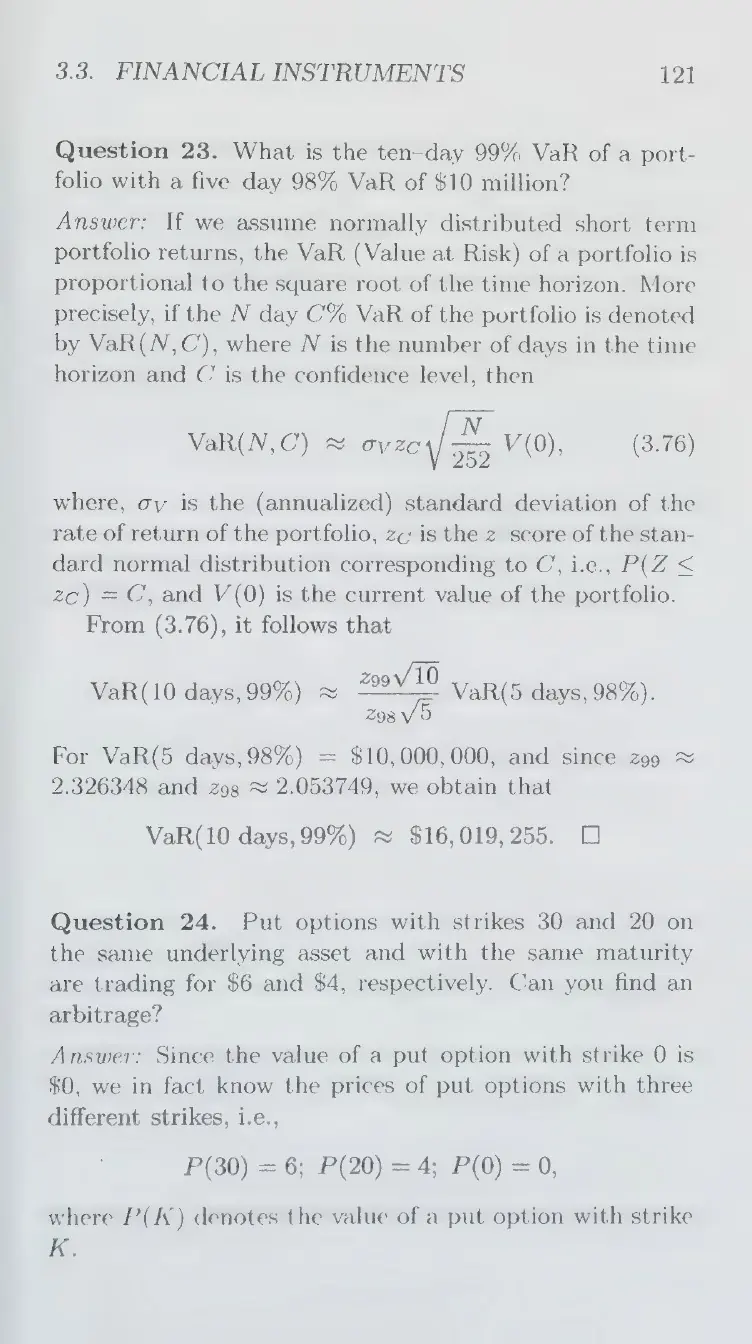 3.3. FINANCIAL INSTRUMENTS 121
Question 23. What is the ten-day 99% VaR of a port-
folio with a five day 98% VaR of $10 million?
Answer: If we assume normally distributed short term
portfolio returns, the VaR (Value at Risk) of a portfolio is
proportional to the square root of the time horizon. More
precisely, if the N day C% VaR of the portfolio is denoted
by VaR(N,C), where N is the number of days in the time
horizon and C is the confidence level, then
VaR(N,C) ≈ σ_V z_C √(N/252) V(0), (3.76)
where, σ_V is the (annualized) standard deviation of the
rate of return of the portfolio, z_C is the z score of the stan-
dard normal distribution corresponding to C, i.e., P(Z ≤
z_C) = C, and V(0) is the current value of the portfolio.
From (3.76), it follows that
VaR(10 days,99%) ≈ (z_99 √10)/(z_98 √5) VaR(5 days,98%).
For VaR(5 days,98%) = $10,000,000, and since z_99 ≈
2.326348 and z_98 ≈ 2.053749, we obtain that
VaR(10 days,99%) ≈ $16,019,255. □
Question 24. Put options with strikes 30 and 20 on
the same underlying asset and with the same maturity
are trading for $6 and $4, respectively. Can you find an
arbitrage?
Answer: Since the value of a put option with strike 0 is
$0, we in fact know the prices of put options with three
different strikes, i.e.,
P(30) = 6; P(20) = 4; P(0) = 0,
where P(K) denotes the value of a put option with strike
K.